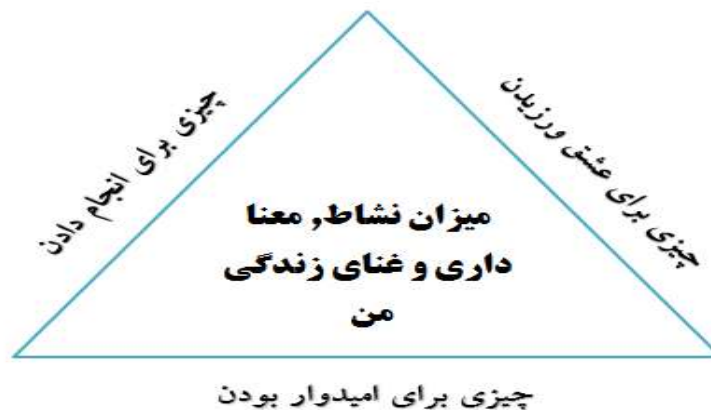 چیزی برای عشق ورزیدن
چیزی برای انجام دادن
میزان نشاط, معنا
داری و غنای زندگی
من
چیزی برای امیدوار بودن